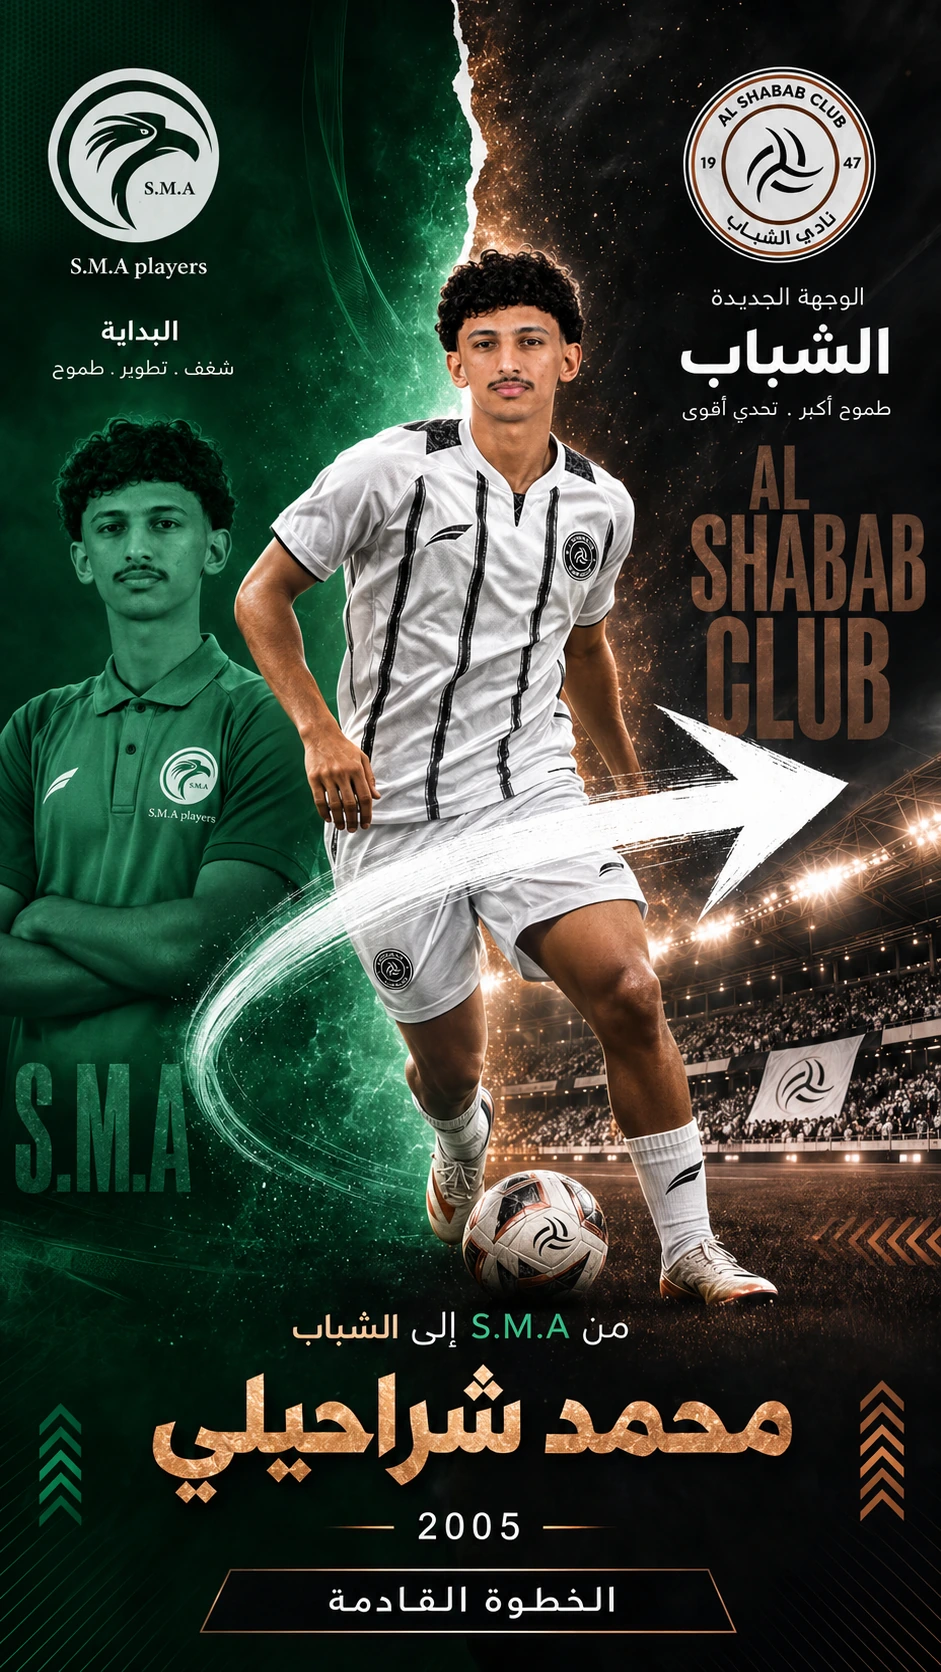 S.M.A
S.M.A players
البداية
شغف . تطوير . طموح
AL SHABAB CLUB
19 47
نادي الشباب
الوجهة الجديدة
الشباب
طموح أكبر . تحدي أقوى
AL
SHABAB
CLUB
S.M.A
S.M.A players
S.M.A
من S.M.A إلى الشباب
محمد شراحيلي
2005
الخطوة القادمة